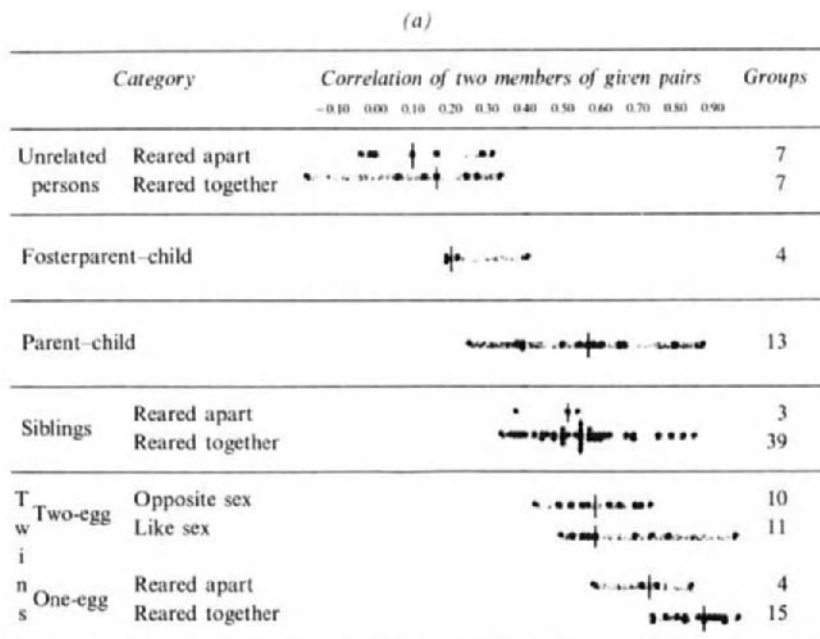 (a)
Category Correlation of two members of given pairs Groups
-0.10 0.00 0.10 0.20 0.30 0.40 0.50 0.60 0.70 0.80 0.90
Unrelated persons Reared apart 7
Reared together 7
Fosterparent–child 4
Parent–child 13
Siblings Reared apart 3
Reared together 39
Twins Two-egg Opposite sex 10
Like sex 11
One-egg Reared apart 4
Reared together 15